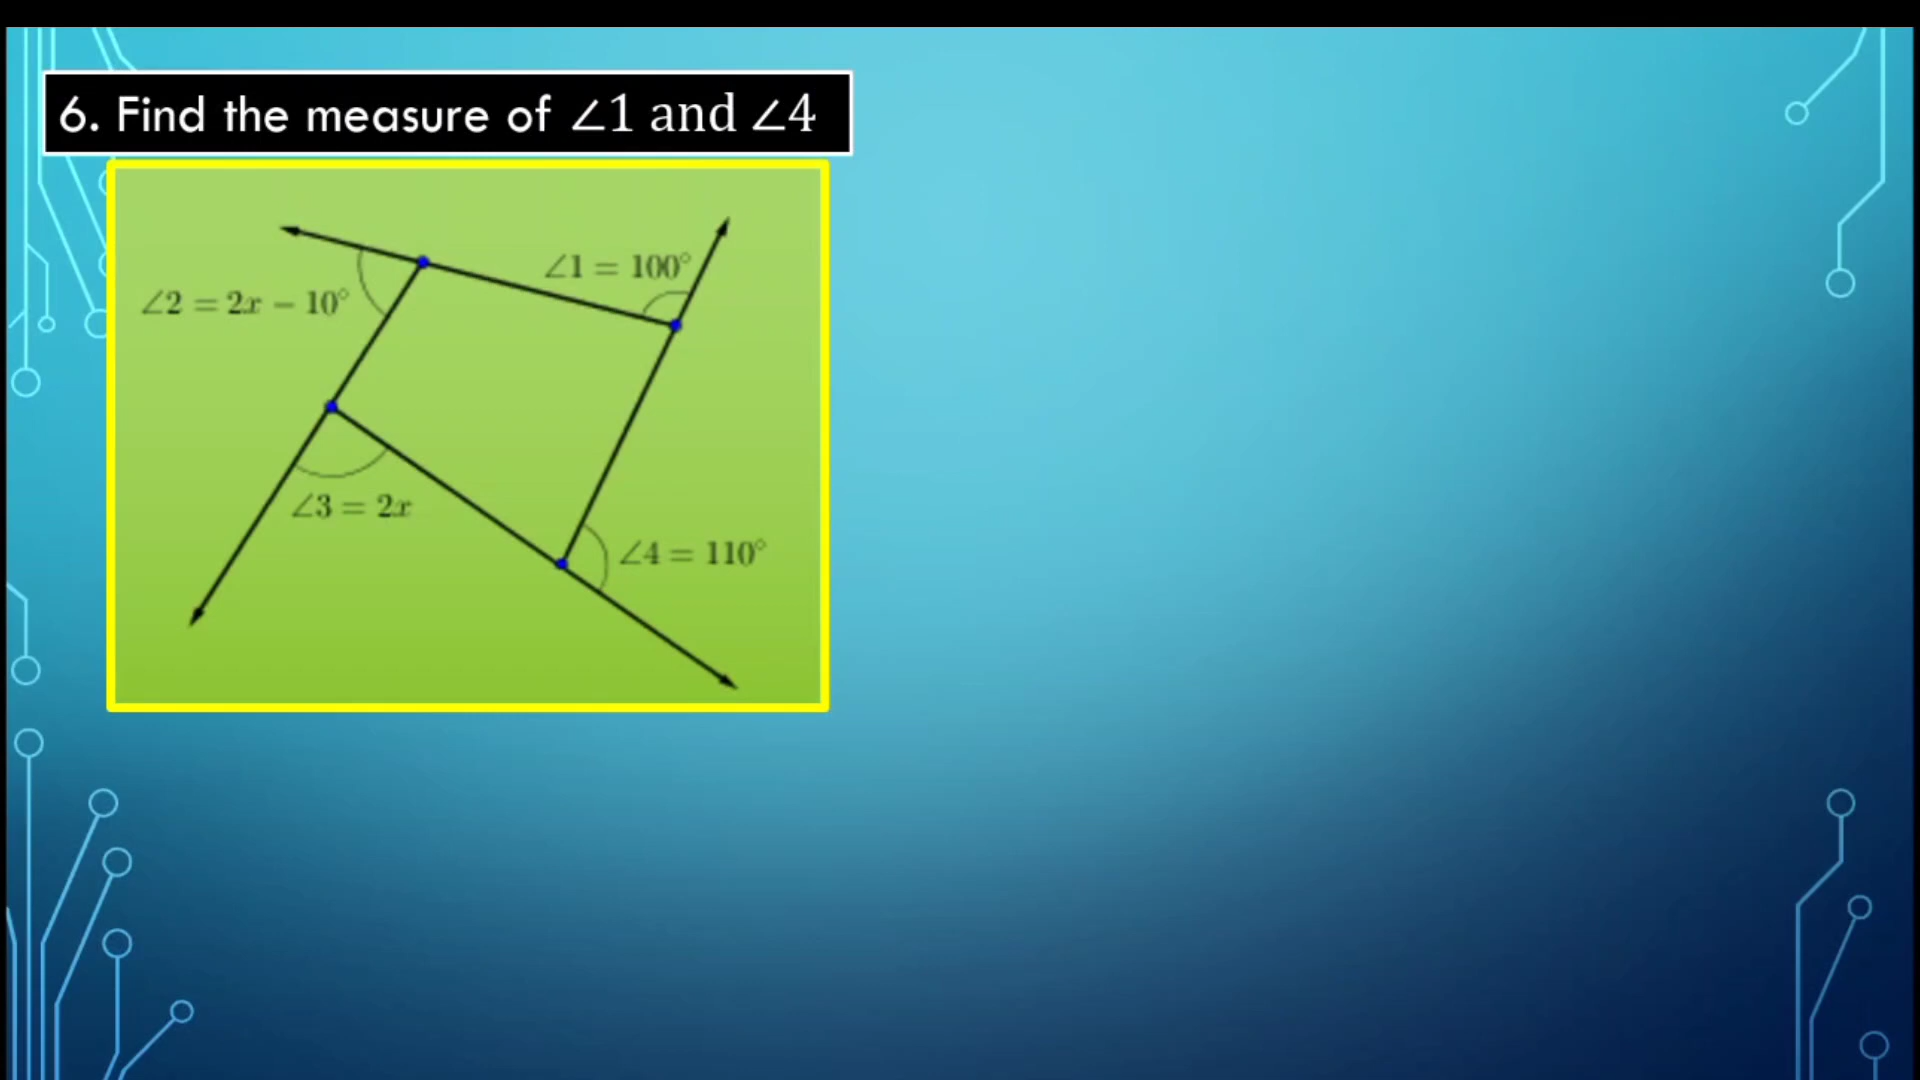 6. Find the measure of ∠1 and ∠4
∠1 = 100°
∠2 = 2x − 10°
∠3 = 2x
∠4 = 110°